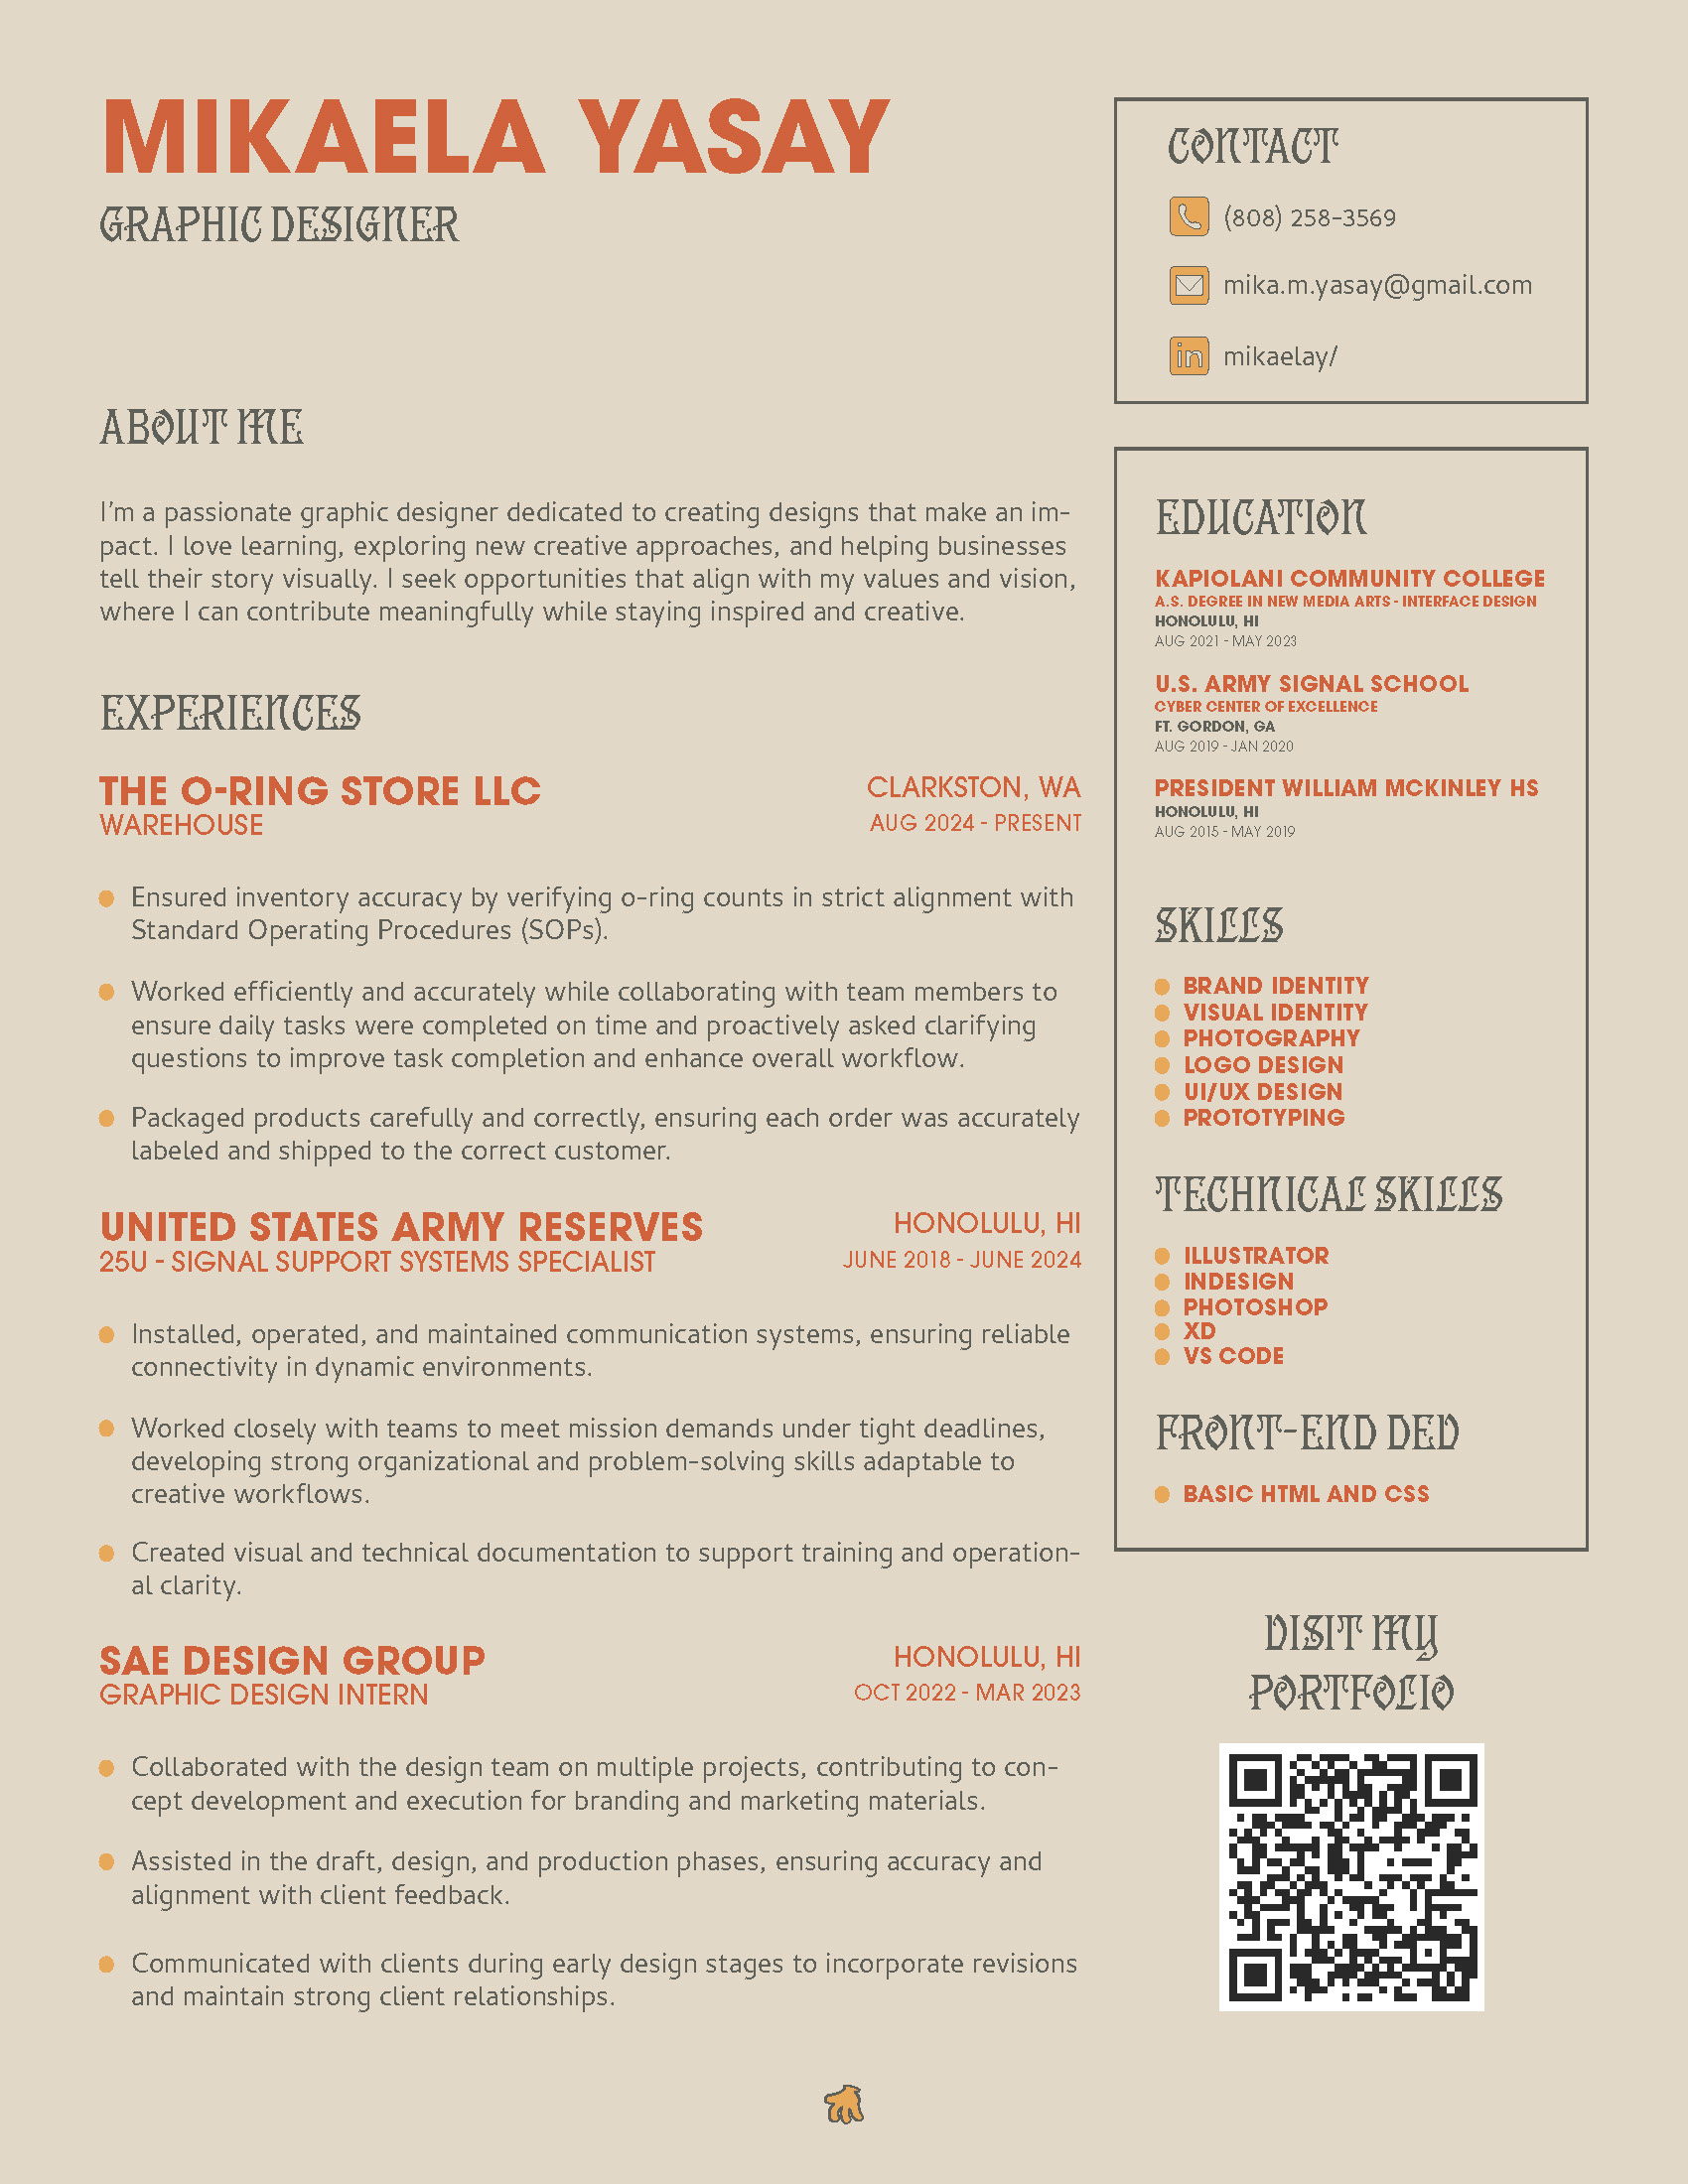 MIKAELA YASAY
GRAPHIC DESIGNER
ABOUT ME
I'm a passionate graphic designer dedicated to creating designs that make an im-
pact. I love learning, exploring new creative approaches, and helping businesses
tell their story visually. I seek opportunities that align with my values and vision,
where I can contribute meaningfully while staying inspired and creative.
EXPERIENCES
THE O-RING STORE LLC
CLARKSTON, WA
WAREHOUSE
AUG 2024 - PRESENT
Ensured inventory accuracy by verifying o-ring counts in strict alignment with
Standard Operating Procedures (SOPs).
Worked efficiently and accurately while collaborating with team members to
ensure daily tasks were completed on time and proactively asked clarifying
questions to improve task completion and enhance overall workflow.
Packaged products carefully and correctly, ensuring each order was accurately
labeled and shipped to the correct customer.
UNITED STATES ARMY RESERVES
HONOLULU, HI
25U - SIGNAL SUPPORT SYSTEMS SPECIALIST
JUNE 2018 - JUNE 2024
Installed, operated, and maintained communication systems, ensuring reliable
connectivity in dynamic environments.
Worked closely with teams to meet mission demands under tight deadlines,
developing strong organizational and problem-solving skills adaptable to
creative workflows.
Created visual and technical documentation to support training and operation-
al clarity.
SAE DESIGN GROUP
HONOLULU, HI
GRAPHIC DESIGN INTERN
OCT 2022 - MAR 2023
Collaborated with the design team on multiple projects, contributing to con-
cept development and execution for branding and marketing materials.
Assisted in the draft, design, and production phases, ensuring accuracy and
alignment with client feedback.
Communicated with clients during early design stages to incorporate revisions
and maintain strong client relationships.
CONTACT
(808) 258-3569
mika.m.yasay@gmail.com
in mikaelay/
EDUCATION
KAPIOLANI COMMUNITY COLLEGE
A.S. DEGREE IN NEW MEDIA ARTS - INTERFACE DESIGN
HONOLULU, HI
AUG 2021 - MAY 2023
U.S. ARMY SIGNAL SCHOOL
CYBER CENTER OF EXCELLENCE
FT. GORDON, GA
AUG 2019 - JAN 2020
PRESIDENT WILLIAM MCKINLEY HS
HONOLULU, HI
AUG 2015 - MAY 2019
SKILLS
BRAND IDENTITY
VISUAL IDENTITY
PHOTOGRAPHY
LOGO DESIGN
UI/UX DESIGN
PROTOTYPING
TECHNICAL SKILLS
ILLUSTRATOR
INDESIGN
PHOTOSHOP
XD
VS CODE
FRONT-END DEV
BASIC HTML AND CSS
VISIT MY
PORTFOLIO